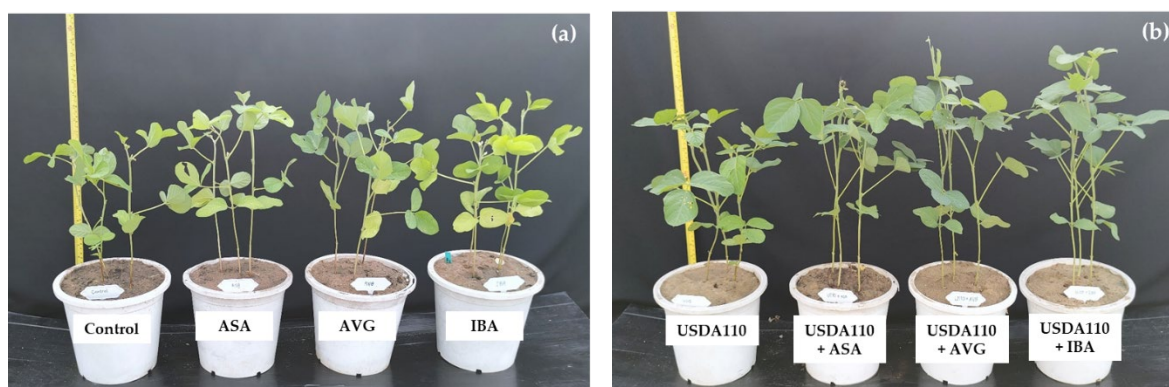 (a)
Control
ASA
AVG
IBA
(b)
USDA110
USDA110
+ ASA
USDA110
+ AVG
USDA110
+ IBA